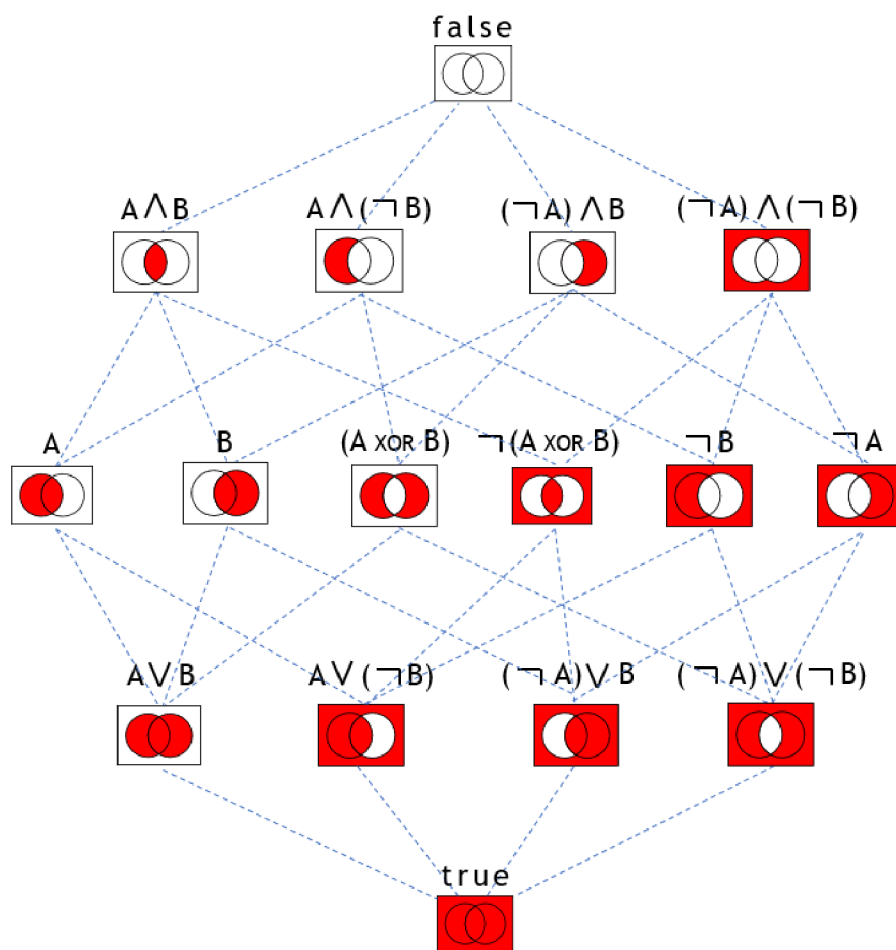 false
A ∧ B A ∧ (¬ B) (¬ A) ∧ B (¬ A) ∧ (¬ B)
A B (A XOR B) ¬ (A XOR B) ¬ B ¬ A
A ∨ B A ∨ (¬ B) (¬ A) ∨ B (¬ A) ∨ (¬ B)
true